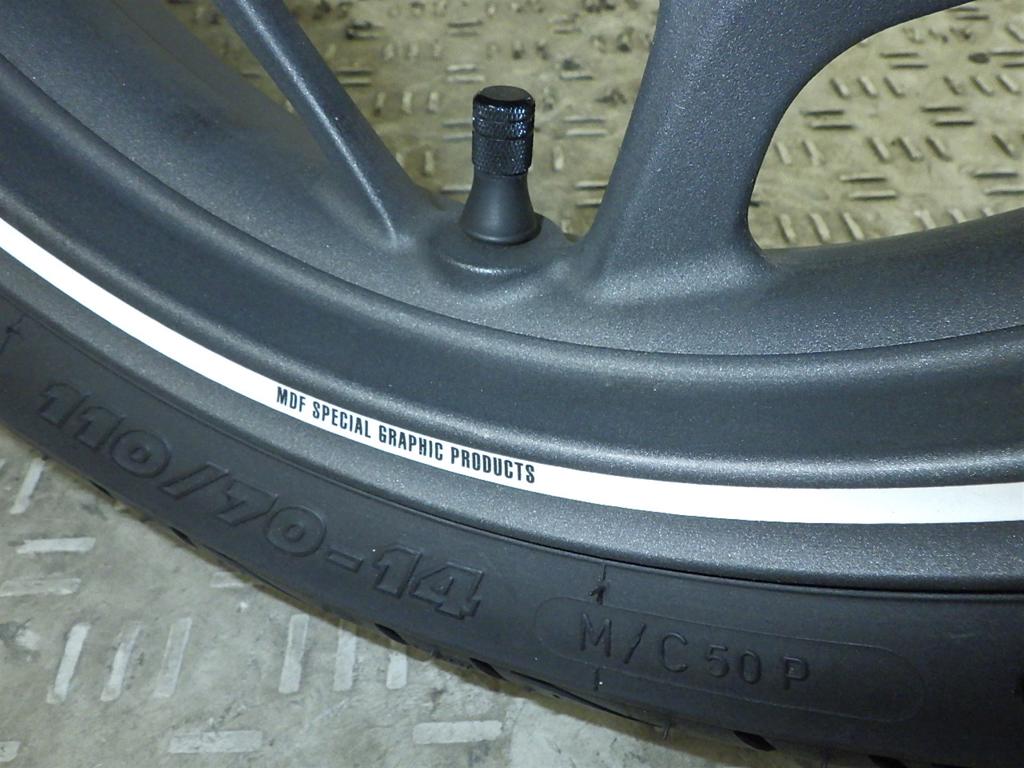 MDF SPECIAL GRAPHIC PRODUCTS
110/70-14
M/C 50 P